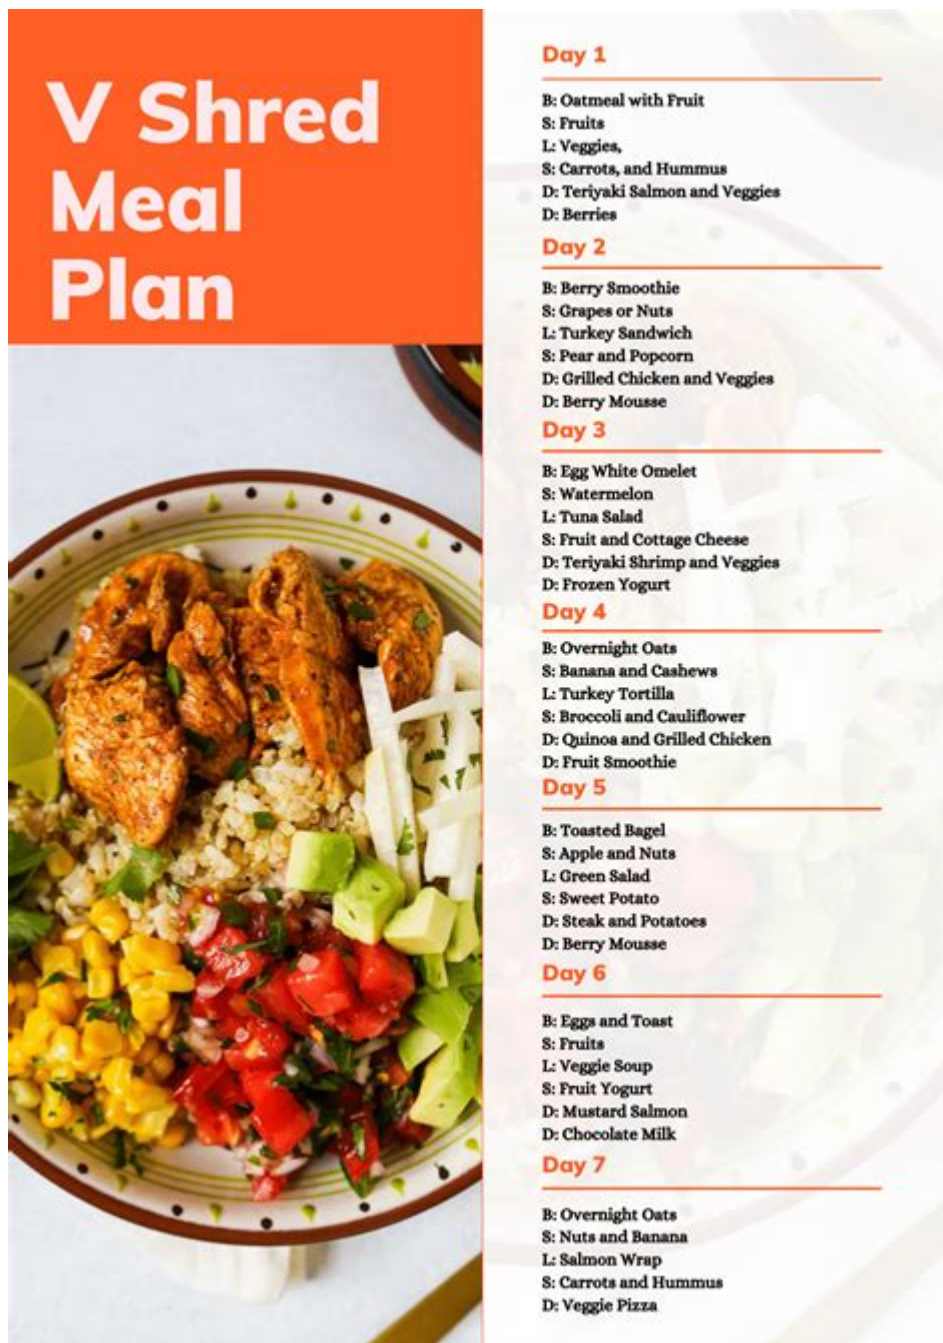 V Shred
Meal
Plan
Day 1
B: Oatmeal with Fruit
S: Fruits
L: Veggies,
S: Carrots, and Hummus
D: Teriyaki Salmon and Veggies
D: Berries
Day 2
B: Berry Smoothie
S: Grapes or Nuts
L: Turkey Sandwich
S: Pear and Popcorn
D: Grilled Chicken and Veggies
D: Berry Mousse
Day 3
B: Egg White Omelet
S: Watermelon
L: Tuna Salad
S: Fruit and Cottage Cheese
D: Teriyaki Shrimp and Veggies
D: Frozen Yogurt
Day 4
B: Overnight Oats
S: Banana and Cashews
L: Turkey Tortilla
S: Broccoli and Cauliflower
D: Quinoa and Grilled Chicken
D: Fruit Smoothie
Day 5
B: Toasted Bagel
S: Apple and Nuts
L: Green Salad
S: Sweet Potato
D: Steak and Potatoes
D: Berry Mousse
Day 6
B: Eggs and Toast
S: Fruits
L: Veggie Soup
S: Fruit Yogurt
D: Mustard Salmon
D: Chocolate Milk
Day 7
B: Overnight Oats
S: Nuts and Banana
L: Salmon Wrap
S: Carrots and Hummus
D: Veggie Pizza